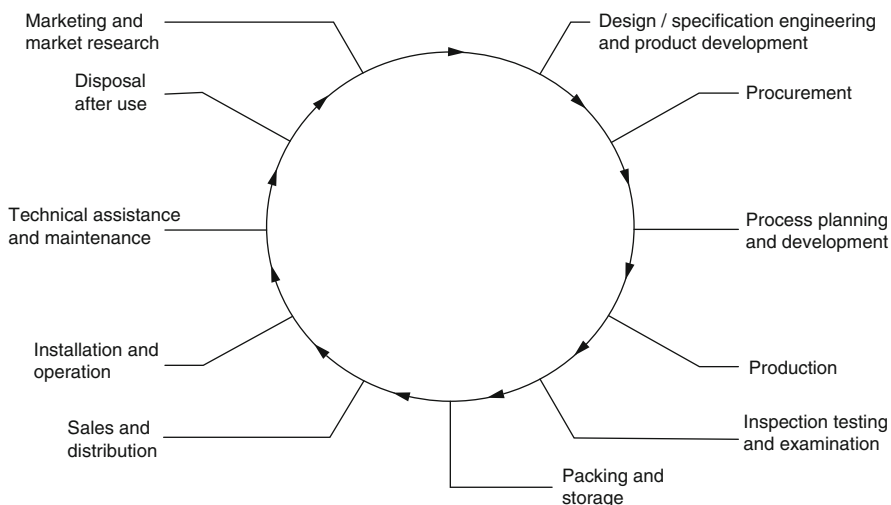 Marketing and
market research
Design / specification engineering
and product development
Disposal
after use
Procurement
Technical assistance
and maintenance
Process planning
and development
Installation and
operation
Production
Sales and
distribution
Inspection testing
and examination
Packing and
storage